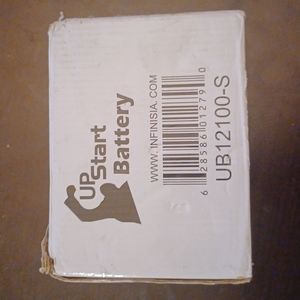 UP
Start
Battery
WWW. INFINISIA. COM
6 28586 01279 0
UB12100-S